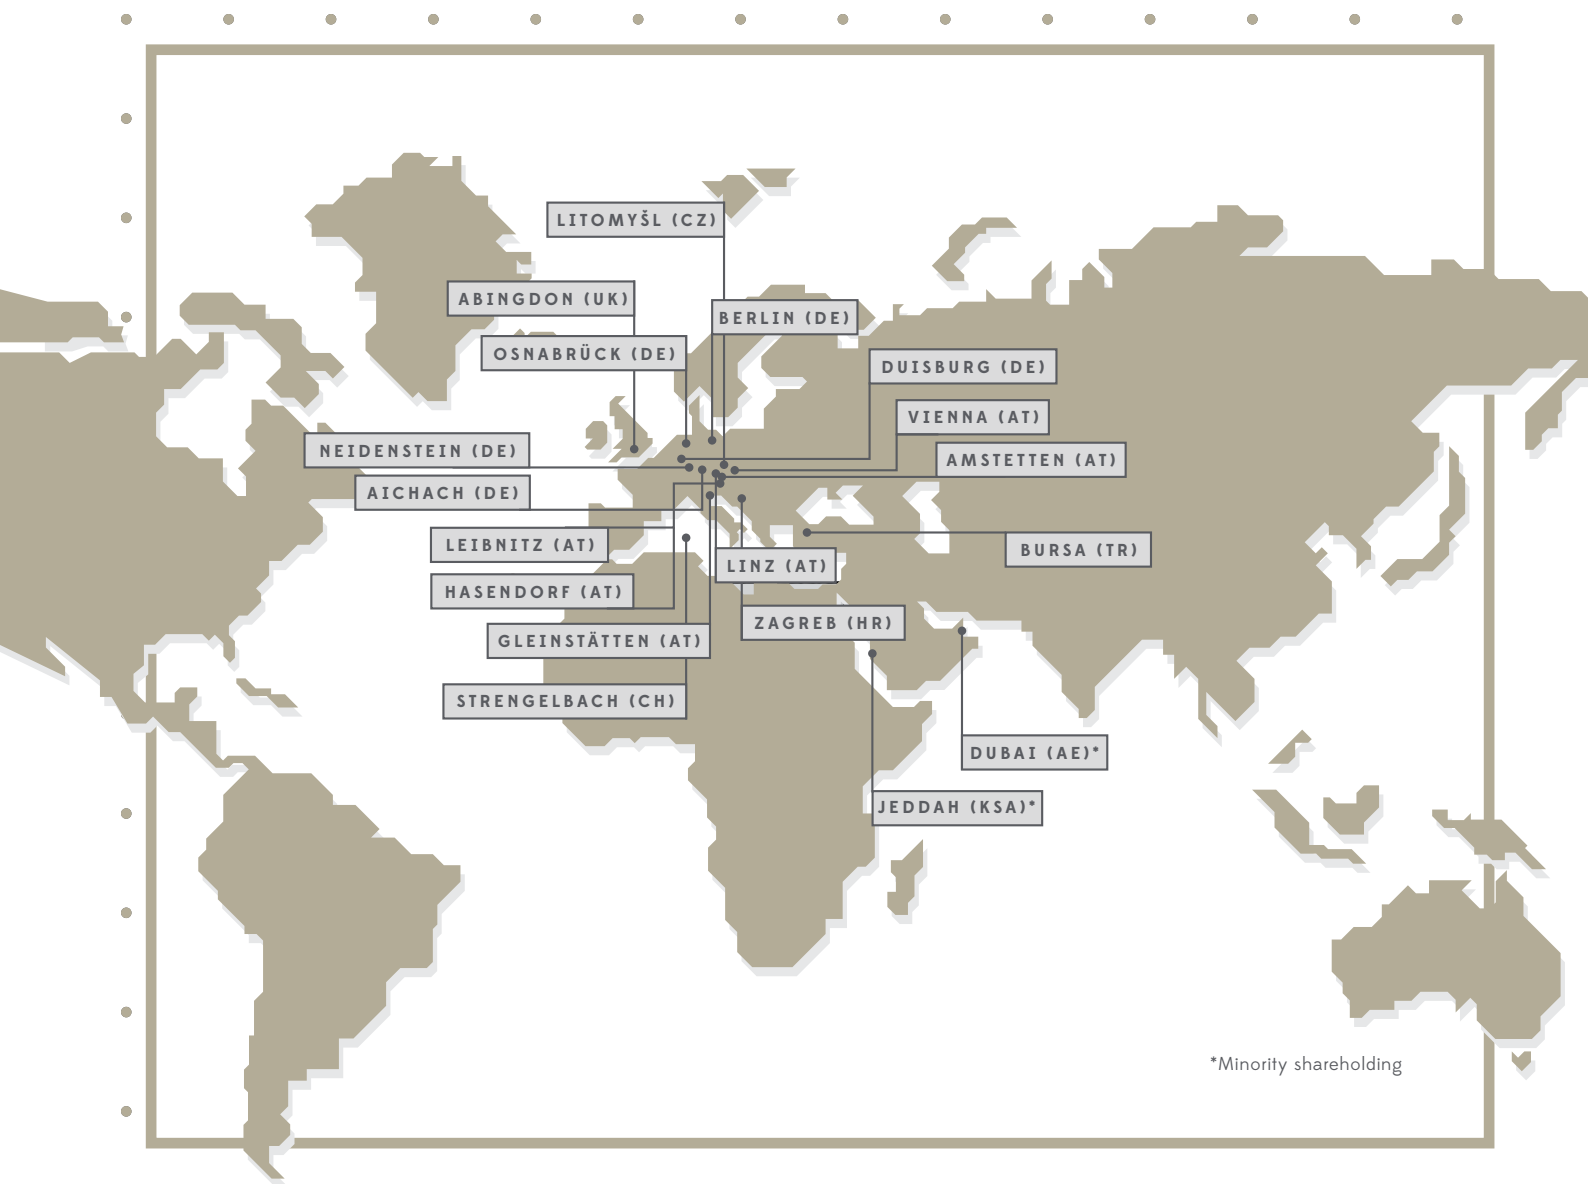 LITOMYŠL (CZ)
ABINGDON (UK)
BERLIN (DE)
OSNABRÜCK (DE)
DUISBURG (DE)
VIENNA (AT)
NEIDENSTEIN (DE)
AMSTETTEN (AT)
AICHACH (DE)
LEIBNITZ (AT)
BURSA (TR)
LINZ (AT)
HASENDORF (AT)
ZAGREB (HR)
GLEINSTÄTTEN (AT)
STRENGELBACH (CH)
DUBAI (AE)*
JEDDAH (KSA)*
*Minority shareholding